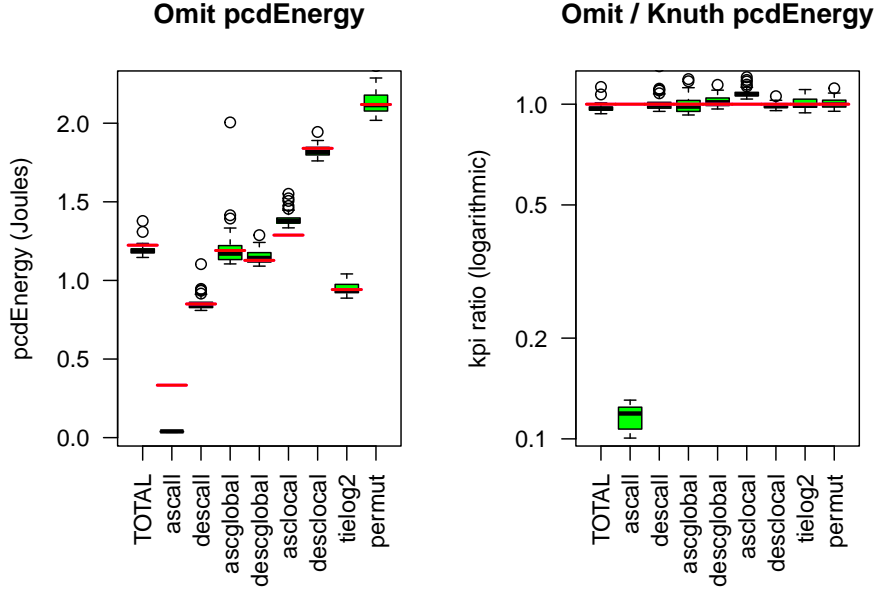 Omit pcdEnergy
pcdEnergy (Joules)
2.0
1.5
1.0
0.5
0.0
TOTAL
ascall
descall
ascglobal
descglobal
asclocal
desclocal
tielog2
permut
Omit / Knuth pcdEnergy
kpi ratio (logarithmic)
1.0
0.5
0.2
0.1
TOTAL
ascall
descall
ascglobal
descglobal
asclocal
desclocal
tielog2
permut